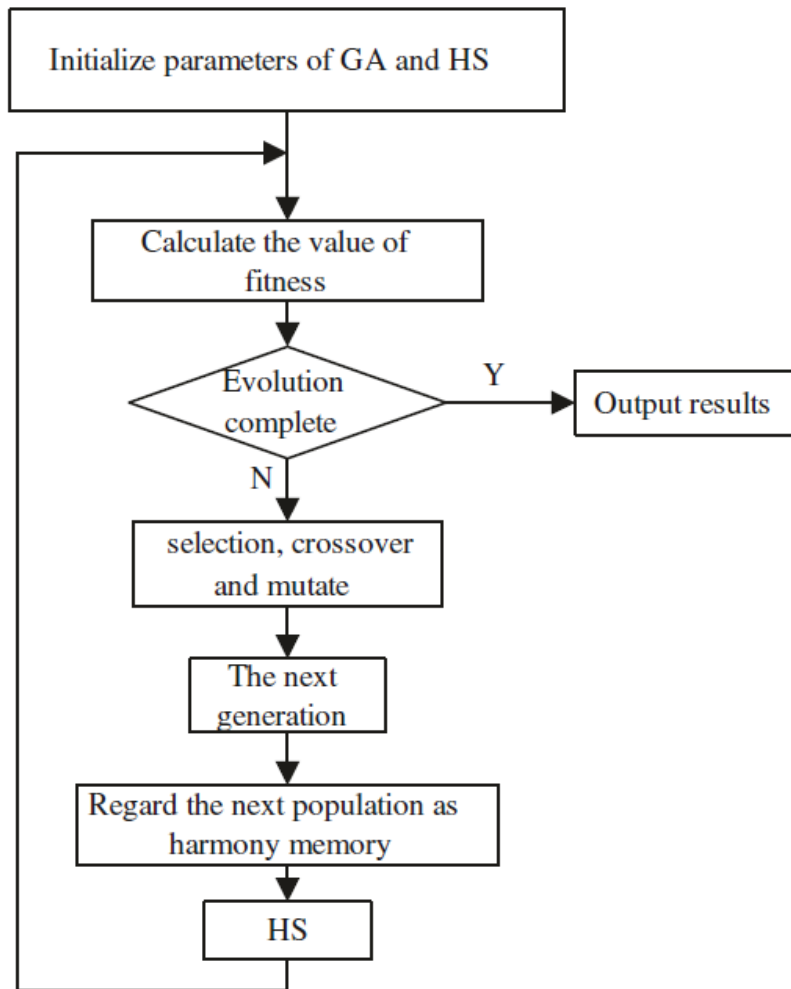 Initialize parameters of GA and HS
Calculate the value of
fitness
Evolution
complete
Y
Output results
N
selection, crossover
and mutate
The next
generation
Regard the next population as
harmony memory
HS